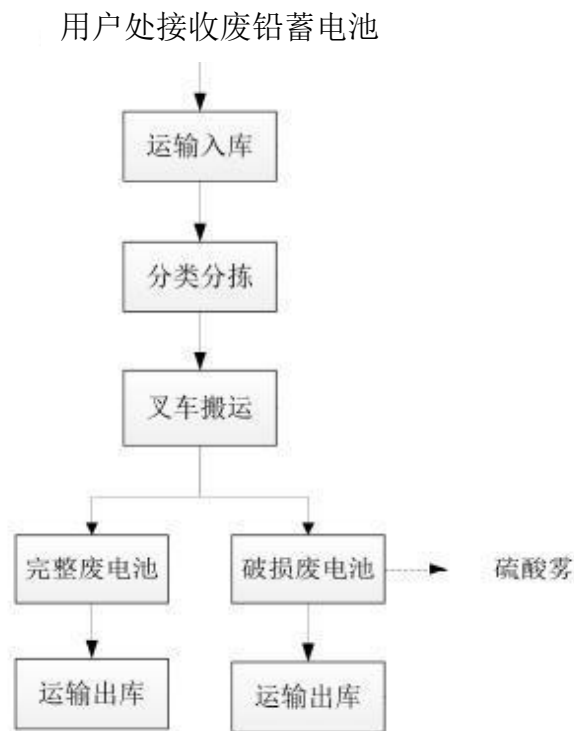 用户处接收废铅蓄电池
运输入库
分类分拣
叉车搬运
完整废电池
破损废电池
硫酸雾
运输出库
运输出库